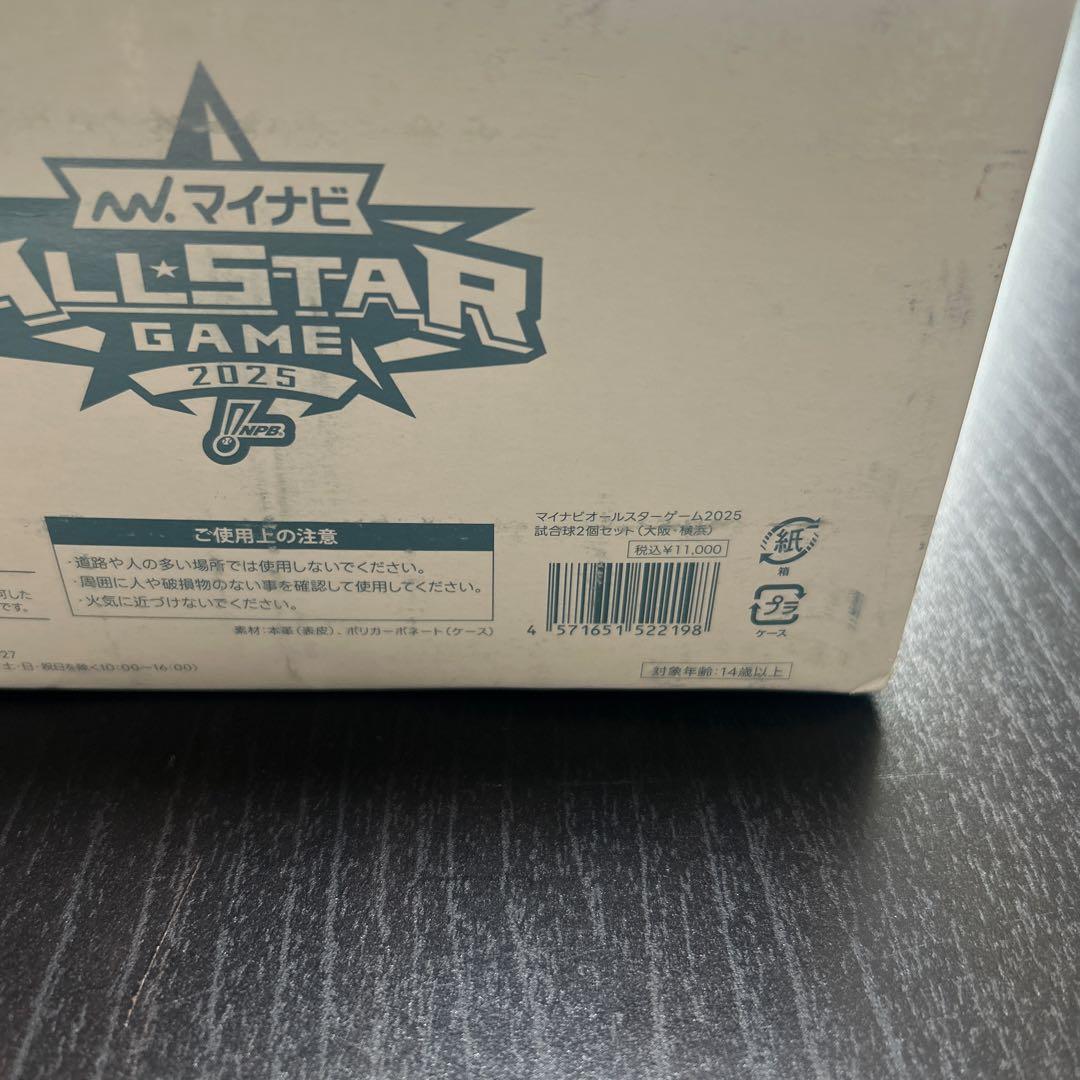 マイナビ
ALL★STAR
GAME
2025
NPB
ご使用上の注意
・道路や人の多い場所では使用しないでください。
・周囲に人や破損物のない事を確認して使用してください。
・火気に近づけないでください。
素材：本革（表皮）、ポリカーボネート（ケース）
です。
27
土・日・祝日を除く10：00〜16：00）
マイナビオールスターゲーム2025
試合球2個セット（大阪・横浜）
税込¥11,000
4 571651 522198
紙
箱
プラ
ケース
対象年齢：14歳以上